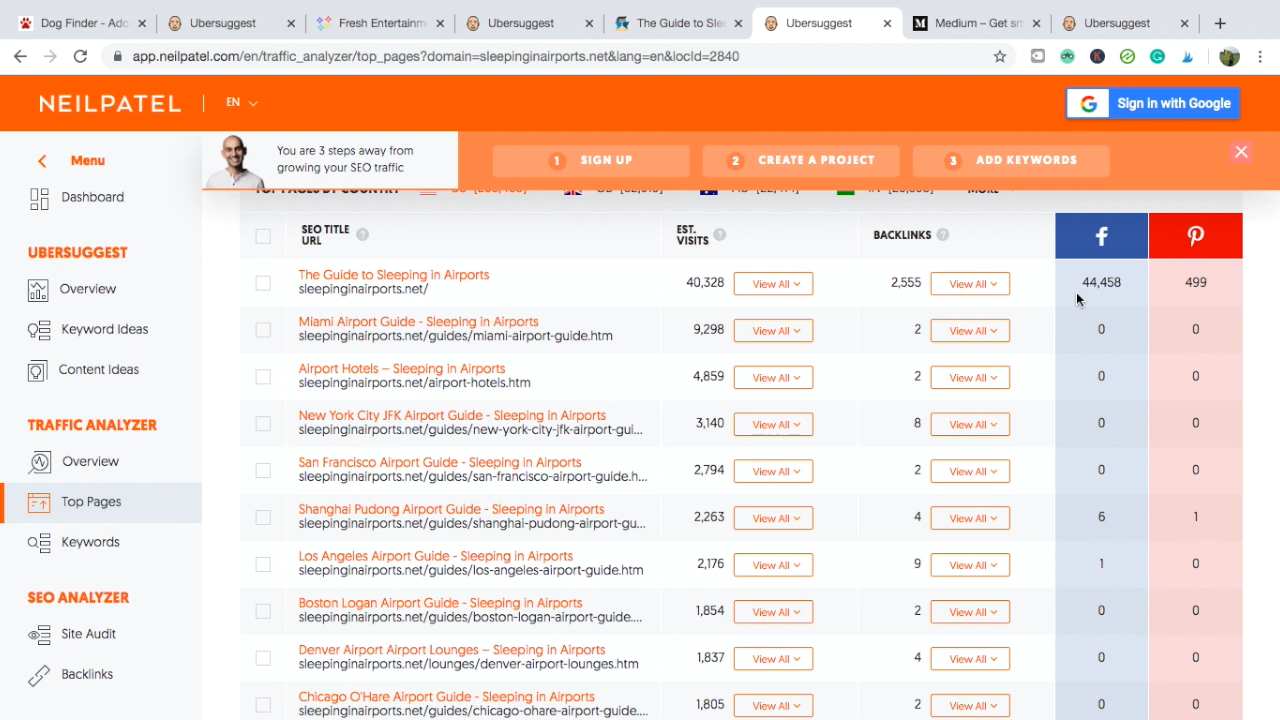 Dog Finder - Ado
Ubersuggest
Fresh Entertainm
Ubersuggest
The Guide to Slee
Ubersuggest
Medium – Get sm
Ubersuggest
app.neilpatel.com/en/traffic_analyzer/top_pages?domain=sleepinginairports.net&lang=en&locId=2840
NEILPATEL
EN
Sign in with Google
Menu
You are 3 steps away from
growing your SEO traffic
1 SIGN UP
2 CREATE A PROJECT
3 ADD KEYWORDS
Dashboard
UBERSUGGEST
Overview
Keyword Ideas
Content Ideas
TRAFFIC ANALYZER
Overview
Top Pages
Keywords
SEO ANALYZER
Site Audit
Backlinks
SEO TITLE
URL
EST.
VISITS
BACKLINKS
The Guide to Sleeping in Airports
sleepinginairports.net/
40,328 View All 2,555 View All 44,458 499
Miami Airport Guide - Sleeping in Airports
sleepinginairports.net/guides/miami-airport-guide.htm
9,298 View All 2 View All 0 0
Airport Hotels – Sleeping in Airports
sleepinginairports.net/airport-hotels.htm
4,859 View All 2 View All 0 0
New York City JFK Airport Guide - Sleeping in Airports
sleepinginairports.net/guides/new-york-city-jfk-airport-gui...
3,140 View All 8 View All 0 0
San Francisco Airport Guide - Sleeping in Airports
sleepinginairports.net/guides/san-francisco-airport-guide.h...
2,794 View All 2 View All 0 0
Shanghai Pudong Airport Guide - Sleeping in Airports
sleepinginairports.net/guides/shanghai-pudong-airport-gu...
2,263 View All 4 View All 6 1
Los Angeles Airport Guide - Sleeping in Airports
sleepinginairports.net/guides/los-angeles-airport-guide.htm
2,176 View All 9 View All 1 0
Boston Logan Airport Guide - Sleeping in Airports
sleepinginairports.net/guides/boston-logan-airport-guide....
1,854 View All 2 View All 0 0
Denver Airport Airport Lounges – Sleeping in Airports
sleepinginairports.net/lounges/denver-airport-lounges.htm
1,837 View All 4 View All 0 0
Chicago O'Hare Airport Guide - Sleeping in Airports
sleepinginairports.net/guides/chicago-ohare-airport-guide....
1,805 View All 2 View All 0 0